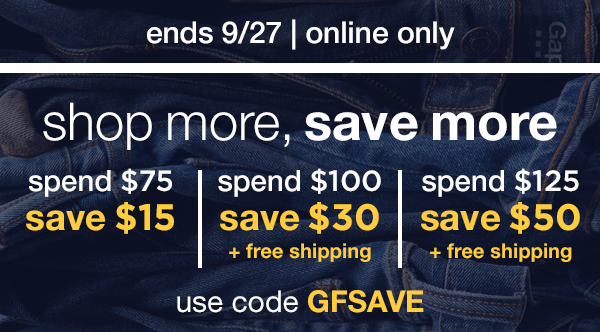 ends 9/27 | online only
Gap
shop more, save more
spend $75
save $15
spend $100
save $30
+ free shipping
spend $125
save $50
+ free shipping
use code GFSAVE